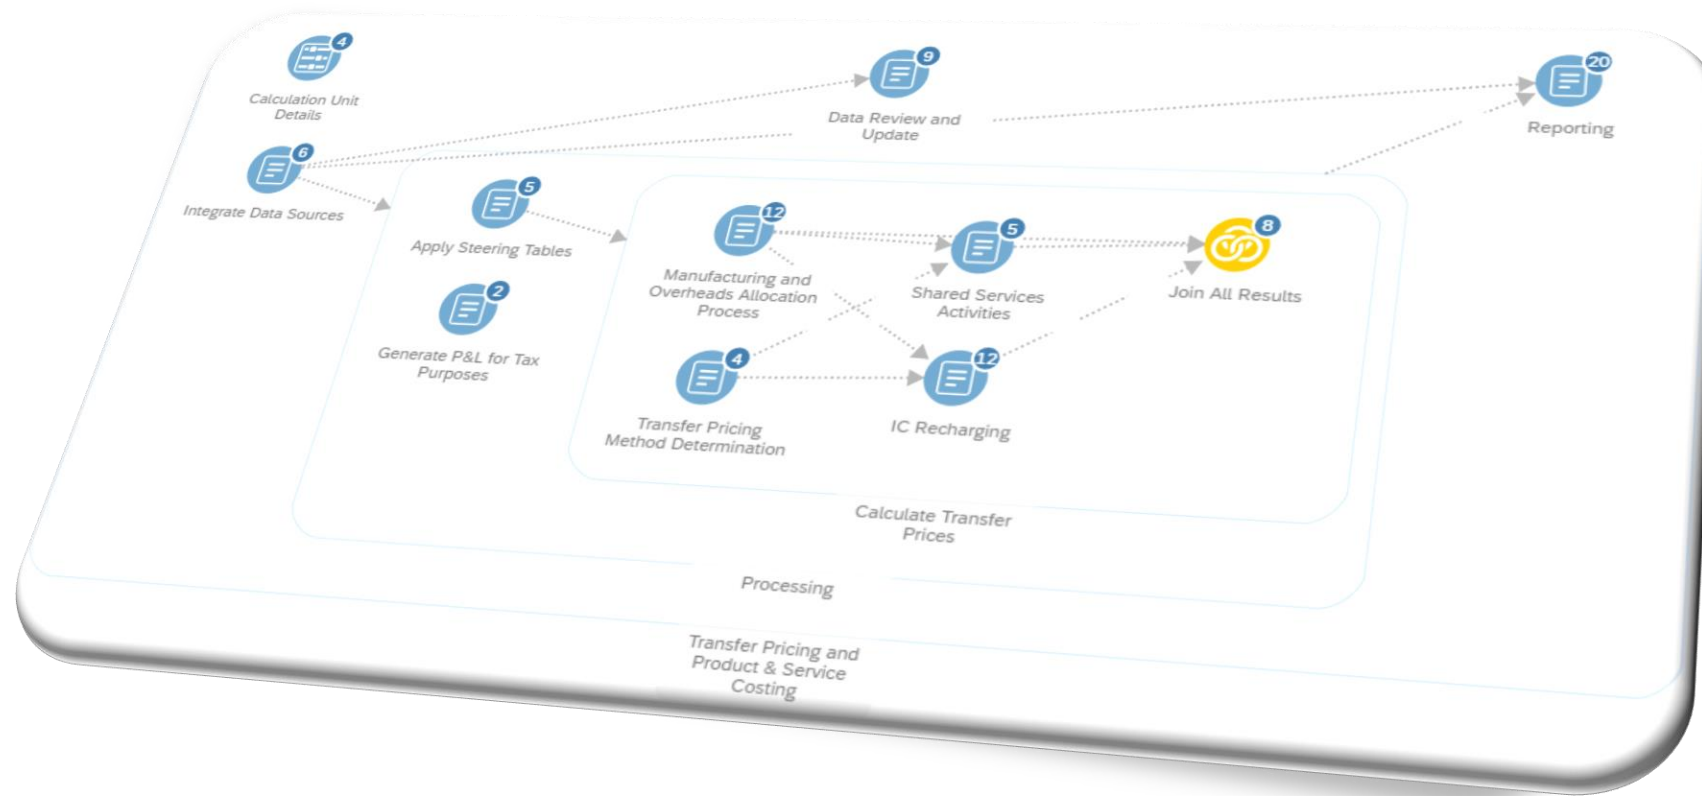 4
Calculation Unit
Details
9
Data Review and
Update
20
Reporting
6
Integrate Data Sources
5
Apply Steering Tables
2
Generate P&L for Tax
Purposes
12
Manufacturing and
Overheads Allocation
Process
5
Shared Services
Activities
8
Join All Results
4
Transfer Pricing
Method Determination
12
IC Recharging
Calculate Transfer
Prices
Processing
Transfer Pricing and
Product & Service
Costing